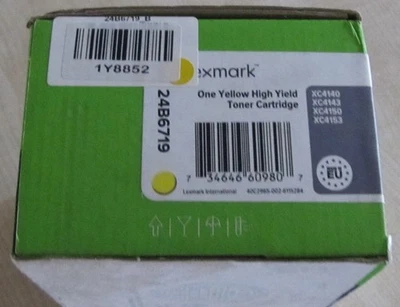 24B6719_B
1Y8852
exmark™
One Yellow High Yield
Toner Cartridge
24B6719
XC4140
XC4143
XC4150
XC4153
7 34646 60980 7
Lexmark International
EU